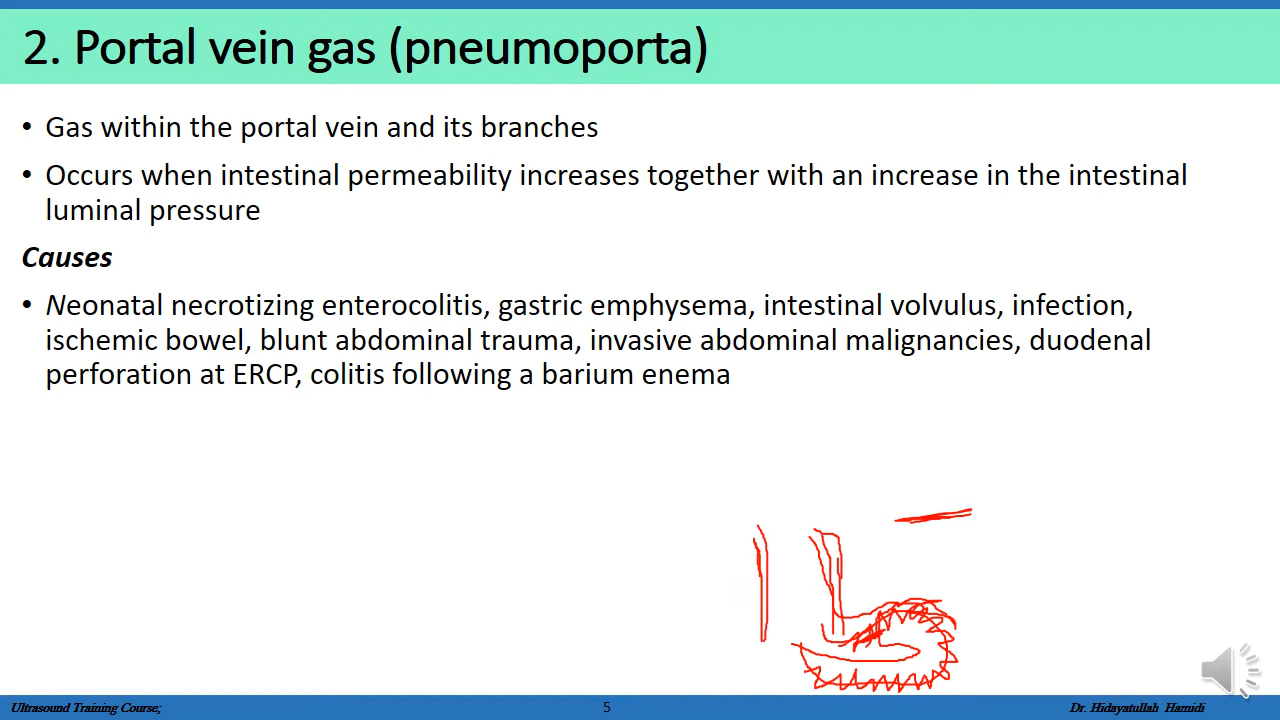 2. Portal vein gas (pneumoporta)
• Gas within the portal vein and its branches
• Occurs when intestinal permeability increases together with an increase in the intestinal
luminal pressure
Causes
• Neonatal necrotizing enterocolitis, gastric emphysema, intestinal volvulus, infection,
ischemic bowel, blunt abdominal trauma, invasive abdominal malignancies, duodenal
perforation at ERCP, colitis following a barium enema
Ultrasound Training Course; 5 Dr. Hidayatullah Hamidi